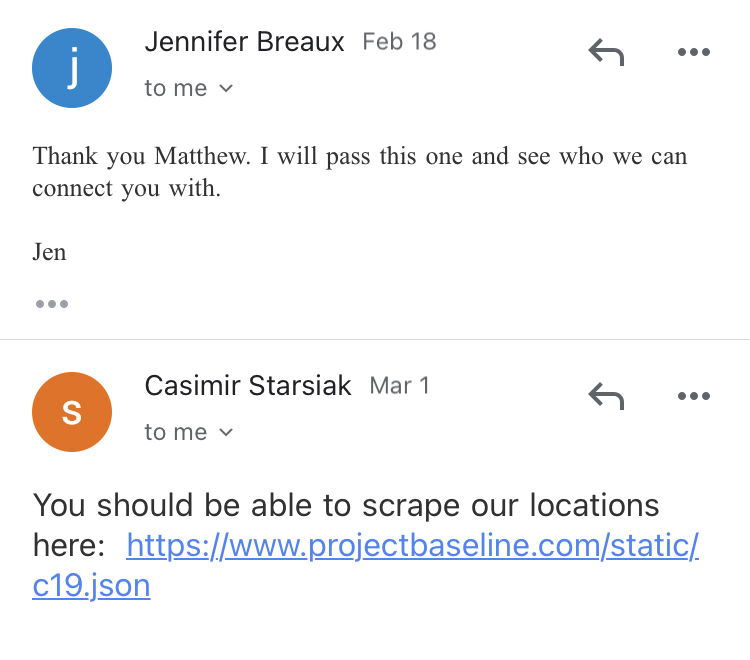 j
Jennifer Breaux Feb 18
to me
Thank you Matthew. I will pass this one and see who we can
connect you with.
Jen
s
Casimir Starsiak Mar 1
to me
You should be able to scrape our locations
here: https://www.projectbaseline.com/static/
c19.json